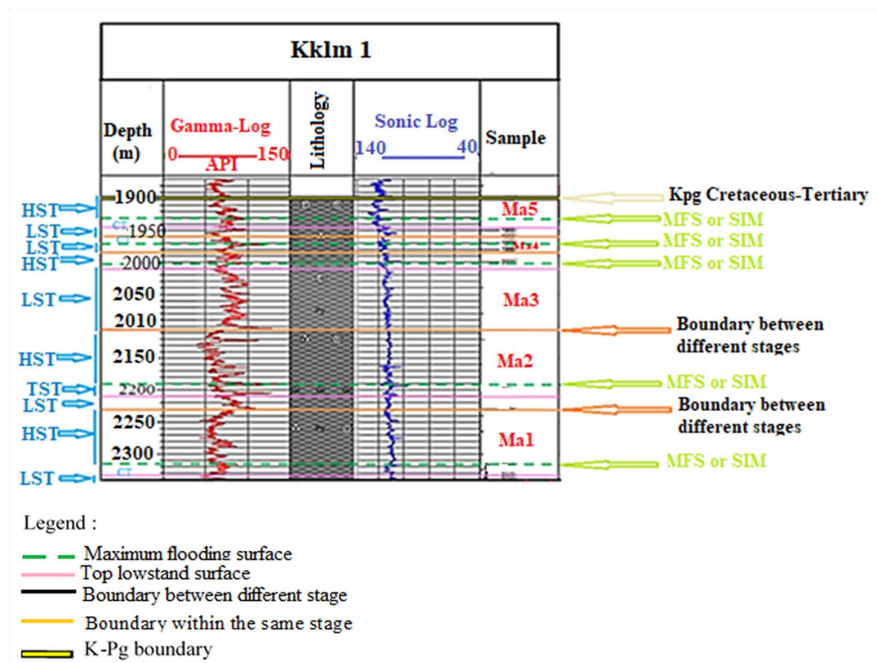 Kklm 1
Depth
(m)
Gamma-Log
0 150
API
Lithology
Sonic Log
140 40
Sample
1900
Kpg Cretaceous-Tertiary
HST
Ma5
MFS or SIM
CT
LST
1950
MFS or SIM
LST
Ma4
HST
2000
MFS or SIM
2050
LST
Ma3
2010
Boundary between
different stages
HST
2150
Ma2
TST
2200
MFS or SIM
LST
Boundary between
different stages
2250
HST
Ma1
2300
MFS or SIM
CT
LST
Legend :
Maximum flooding surface
Top lowstand surface
Boundary between different stage
Boundary within the same stage
K-Pg boundary